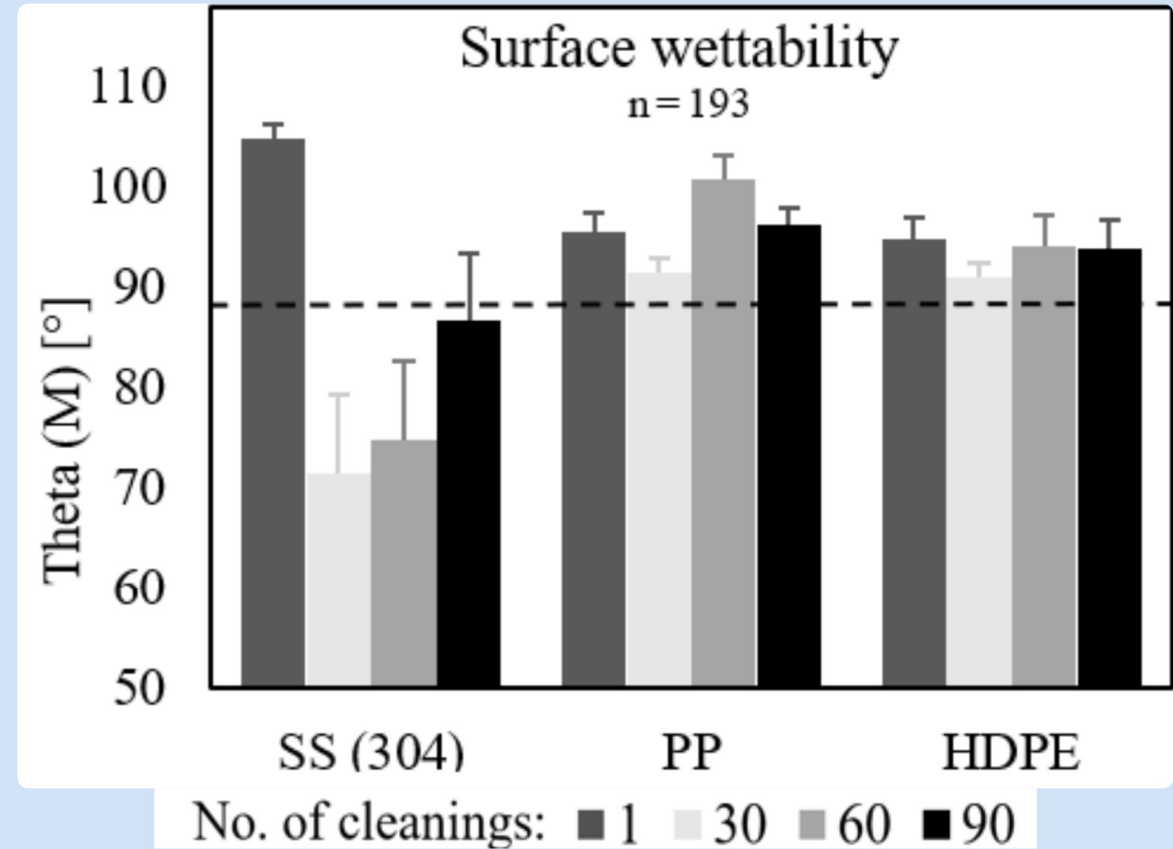 Surface wettability
n = 193
Theta (M) [°]
110
100
90
80
70
60
50
SS (304)
PP
HDPE
No. of cleanings:
1
30
60
90